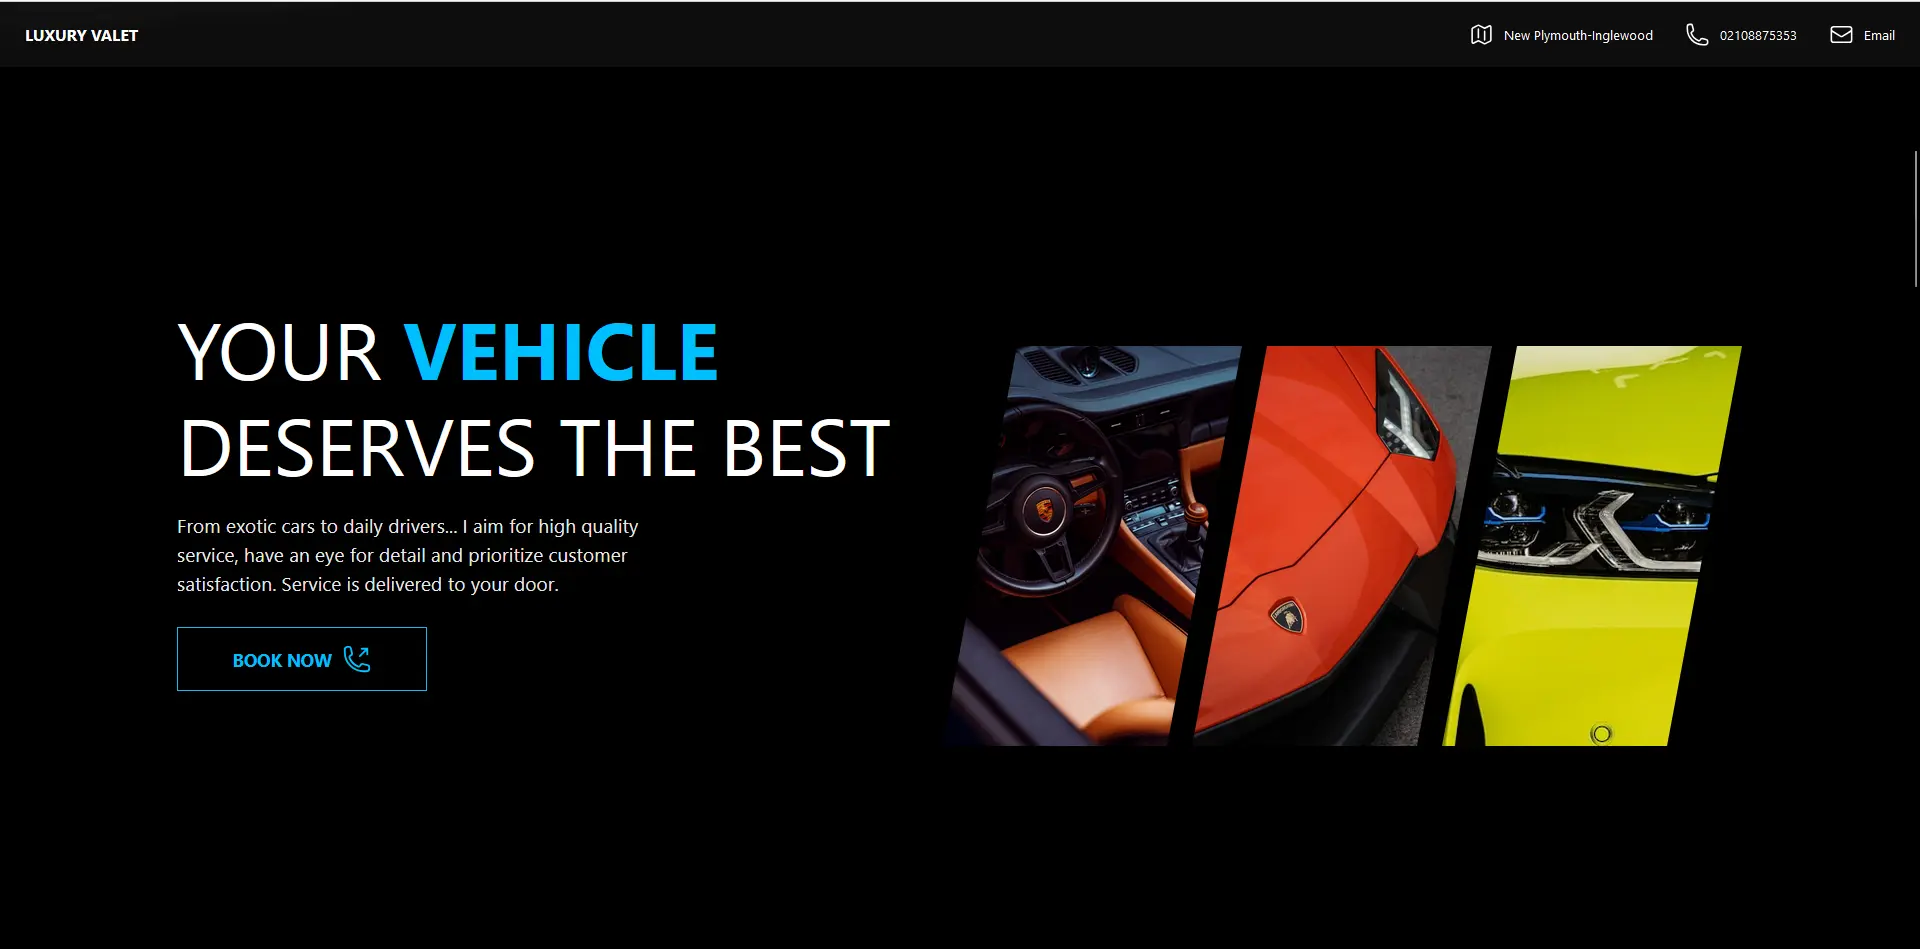 LUXURY VALET
New Plymouth-Inglewood
02108875353
Email
YOUR VEHICLE
DESERVES THE BEST
From exotic cars to daily drivers... I aim for high quality
service, have an eye for detail and prioritize customer
satisfaction. Service is delivered to your door.
BOOK NOW